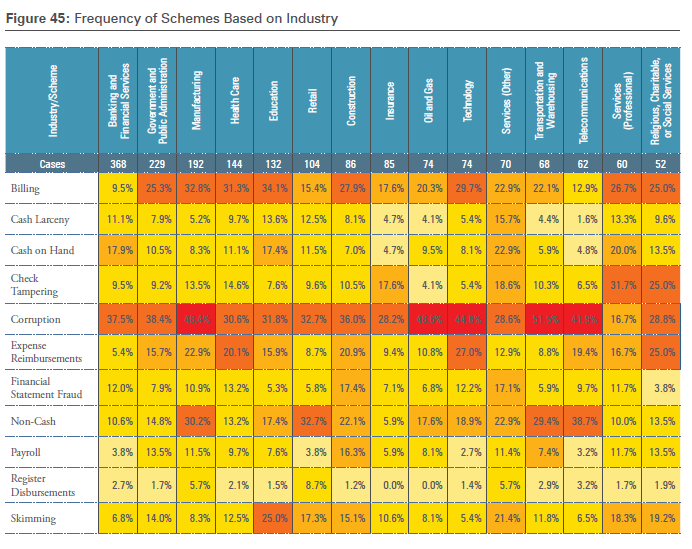 Figure 45: Frequency of Schemes Based on Industry
Industry/Scheme
Banking and
Financial Services
Government and
Public Administration
Manufacturing
Health Care
Education
Retail
Construction
Insurance
Oil and Gas
Technology
Services (Other)
Transportation and
Warehousing
Telecommunications
Services
(Professional)
Religious, Charitable,
or Social Services
Cases 368 229 192 144 132 104 86 85 74 74 70 68 62 60 52
Billing 9.5% 25.3% 32.8% 31.3% 34.1% 15.4% 27.9% 17.6% 20.3% 29.7% 22.9% 22.1% 12.9% 26.7% 25.0%
Cash Larceny 11.1% 7.9% 5.2% 9.7% 13.6% 12.5% 8.1% 4.7% 4.1% 5.4% 15.7% 4.4% 1.6% 13.3% 9.6%
Cash on Hand 17.9% 10.5% 8.3% 11.1% 17.4% 11.5% 7.0% 4.7% 9.5% 8.1% 22.9% 5.9% 4.8% 20.0% 13.5%
Check
Tampering 9.5% 9.2% 13.5% 14.6% 7.6% 9.6% 10.5% 17.6% 4.1% 5.4% 18.6% 10.3% 6.5% 31.7% 25.0%
Corruption 37.5% 38.4% 48.4% 30.6% 31.8% 32.7% 36.0% 28.2% 48.6% 44.6% 28.6% 51.5% 41.9% 16.7% 28.8%
Expense
Reimbursements 5.4% 15.7% 22.9% 20.1% 15.9% 8.7% 20.9% 9.4% 10.8% 27.0% 12.9% 8.8% 19.4% 16.7% 25.0%
Financial
Statement Fraud 12.0% 7.9% 10.9% 13.2% 5.3% 5.8% 17.4% 7.1% 6.8% 12.2% 17.1% 5.9% 9.7% 11.7% 3.8%
Non-Cash 10.6% 14.8% 30.2% 13.2% 17.4% 32.7% 22.1% 5.9% 17.6% 18.9% 22.9% 29.4% 38.7% 10.0% 13.5%
Payroll 3.8% 13.5% 11.5% 9.7% 7.6% 3.8% 16.3% 5.9% 8.1% 2.7% 11.4% 7.4% 3.2% 11.7% 13.5%
Register
Disbursements 2.7% 1.7% 5.7% 2.1% 1.5% 8.7% 1.2% 0.0% 0.0% 1.4% 5.7% 2.9% 3.2% 1.7% 1.9%
Skimming 6.8% 14.0% 8.3% 12.5% 25.0% 17.3% 15.1% 10.6% 8.1% 5.4% 21.4% 11.8% 6.5% 18.3% 19.2%